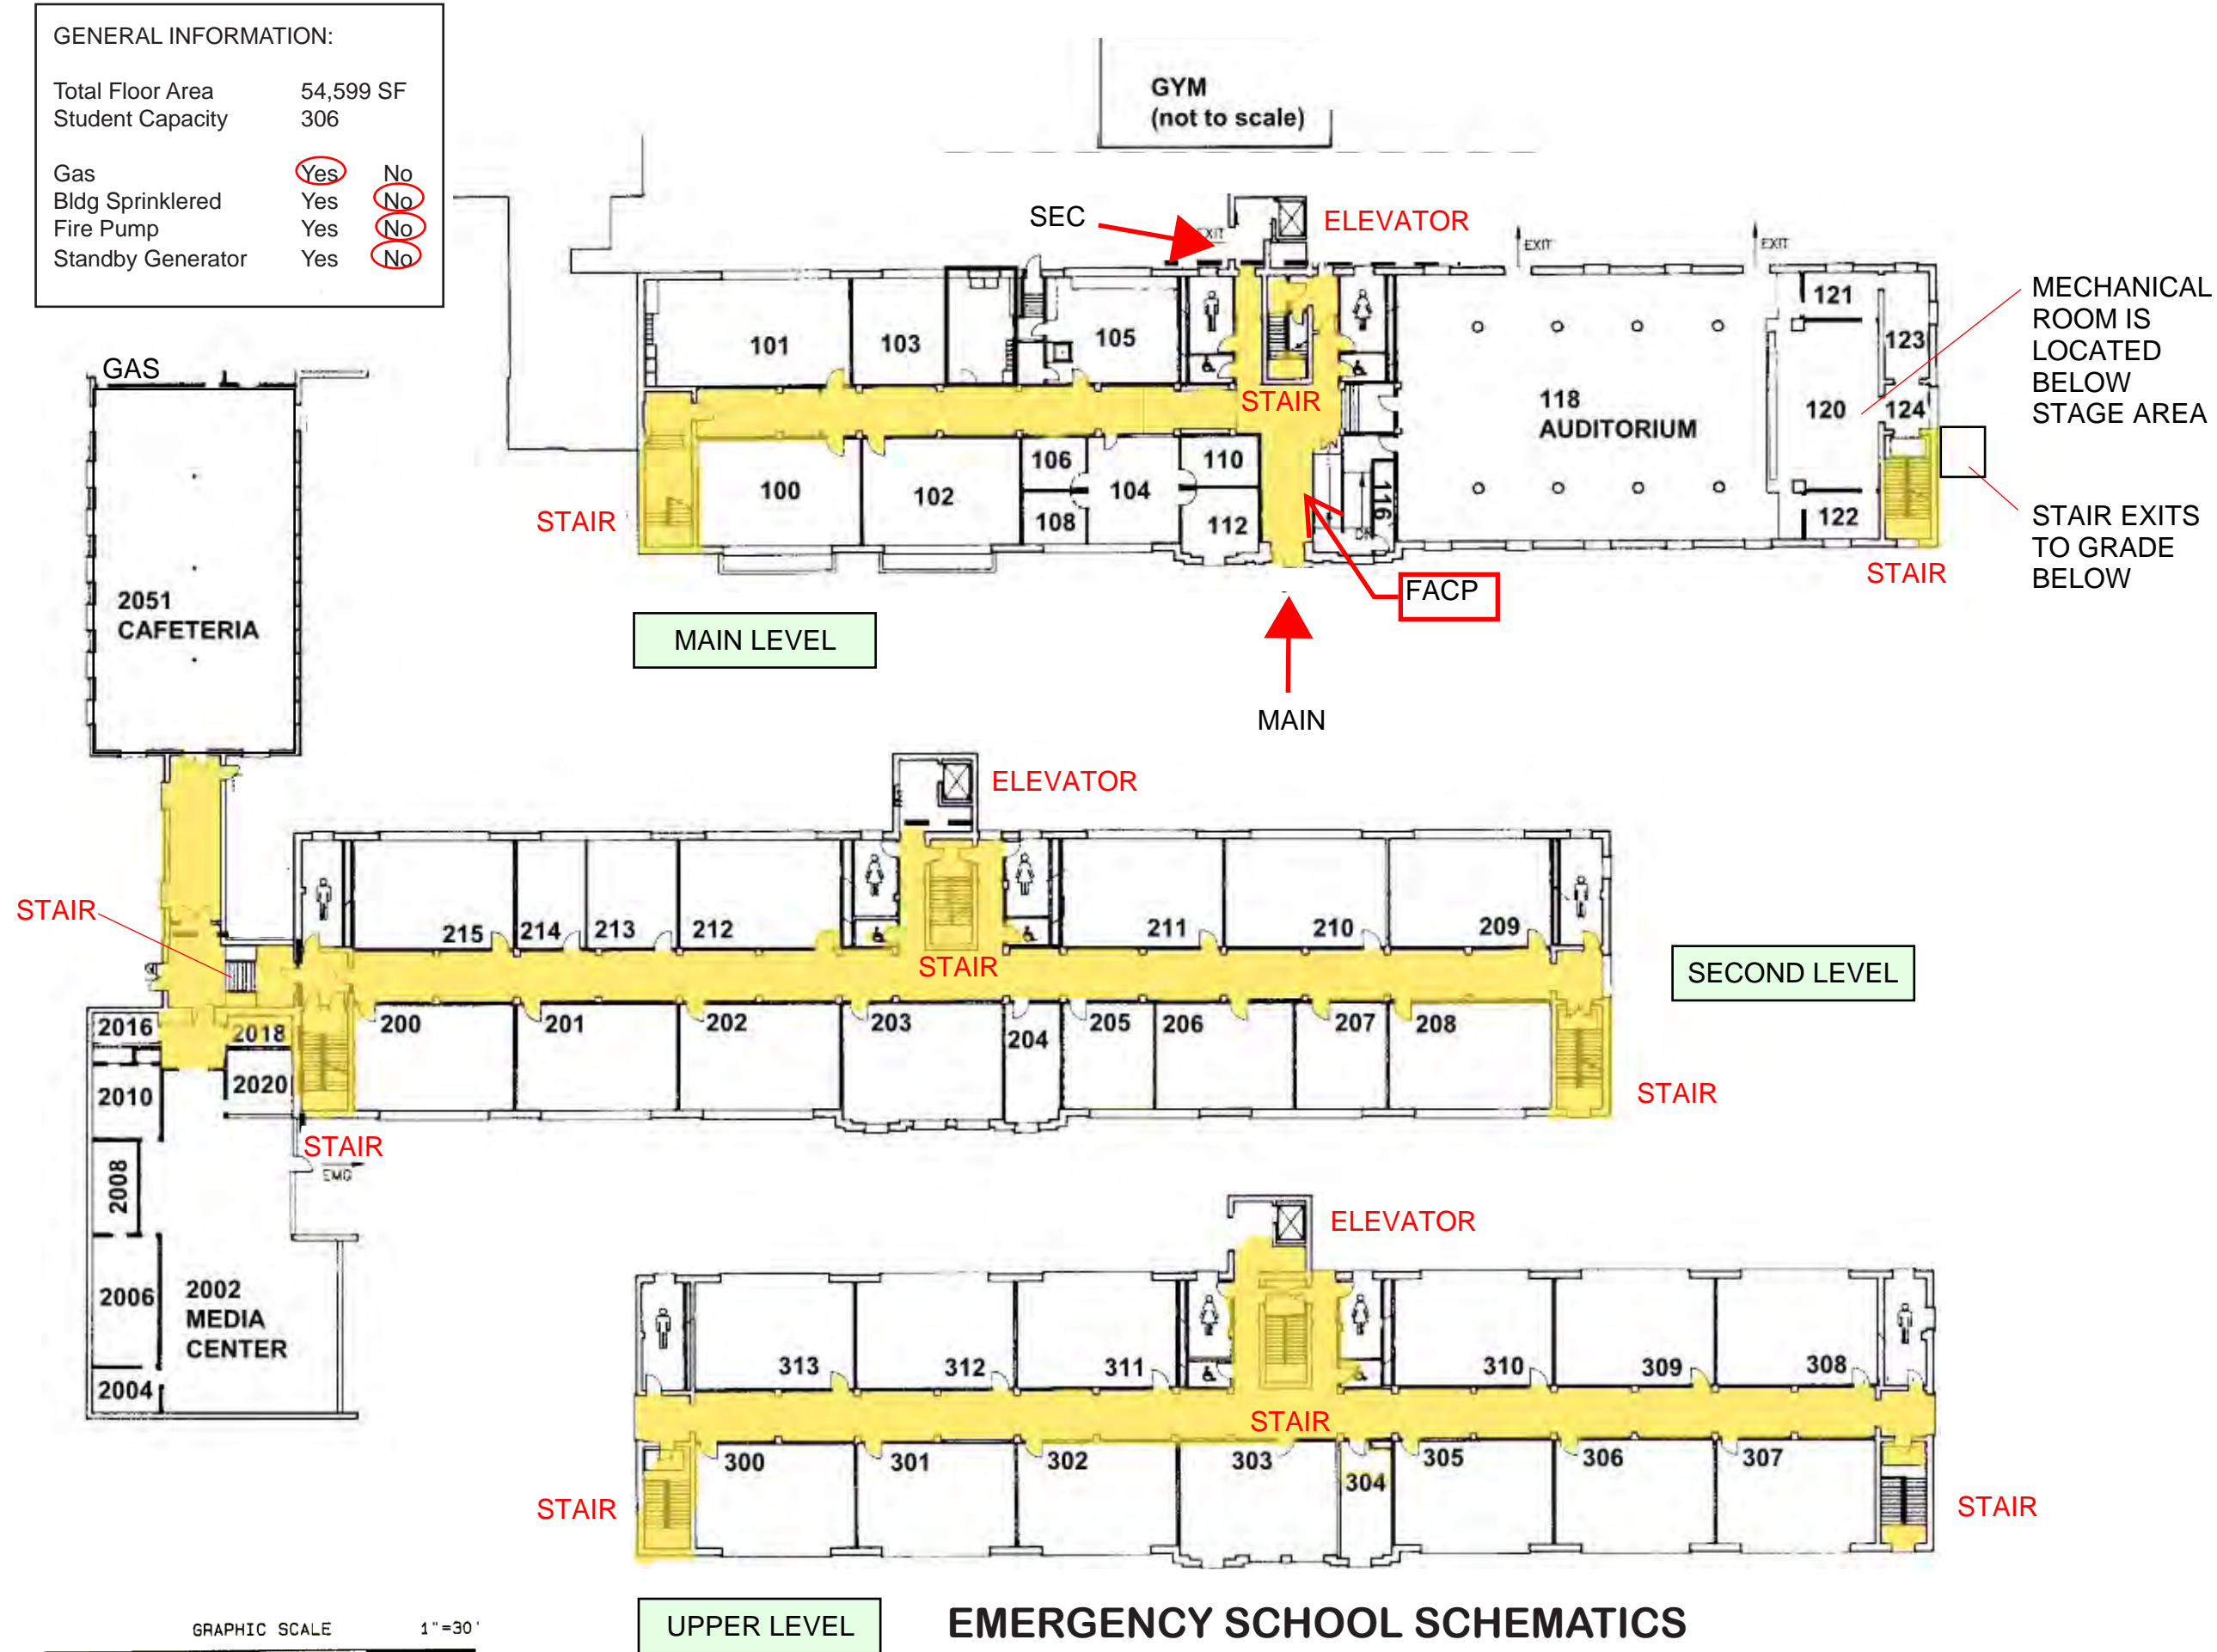 GENERAL INFORMATION:
Total Floor Area 54,599 SF
Student Capacity 306
Gas Yes No
Bldg Sprinklered Yes No
Fire Pump Yes No
Standby Generator Yes No
GYM
(not to scale)
SEC
EXIT
ELEVATOR
EXIT
EXIT
101
103
105
121
123
MECHANICAL
ROOM IS
LOCATED
BELOW
STAGE AREA
STAIR
118
AUDITORIUM
120
124
100
102
106
104
110
108
112
116
DN
122
STAIR
STAIR
STAIR EXITS
TO GRADE
BELOW
FACP
MAIN LEVEL
MAIN
GAS
2051
CAFETERIA
ELEVATOR
STAIR
215
214
213
212
211
210
209
STAIR
SECOND LEVEL
200
201
202
203
204
205
206
207
208
STAIR
STAIR
2016
2018
2020
2010
EMG
2008
2006
2002
MEDIA
CENTER
2004
ELEVATOR
313
312
311
310
309
308
STAIR
300
301
302
303
304
305
306
307
STAIR
STAIR
GRAPHIC SCALE 1"=30'
UPPER LEVEL
EMERGENCY SCHOOL SCHEMATICS